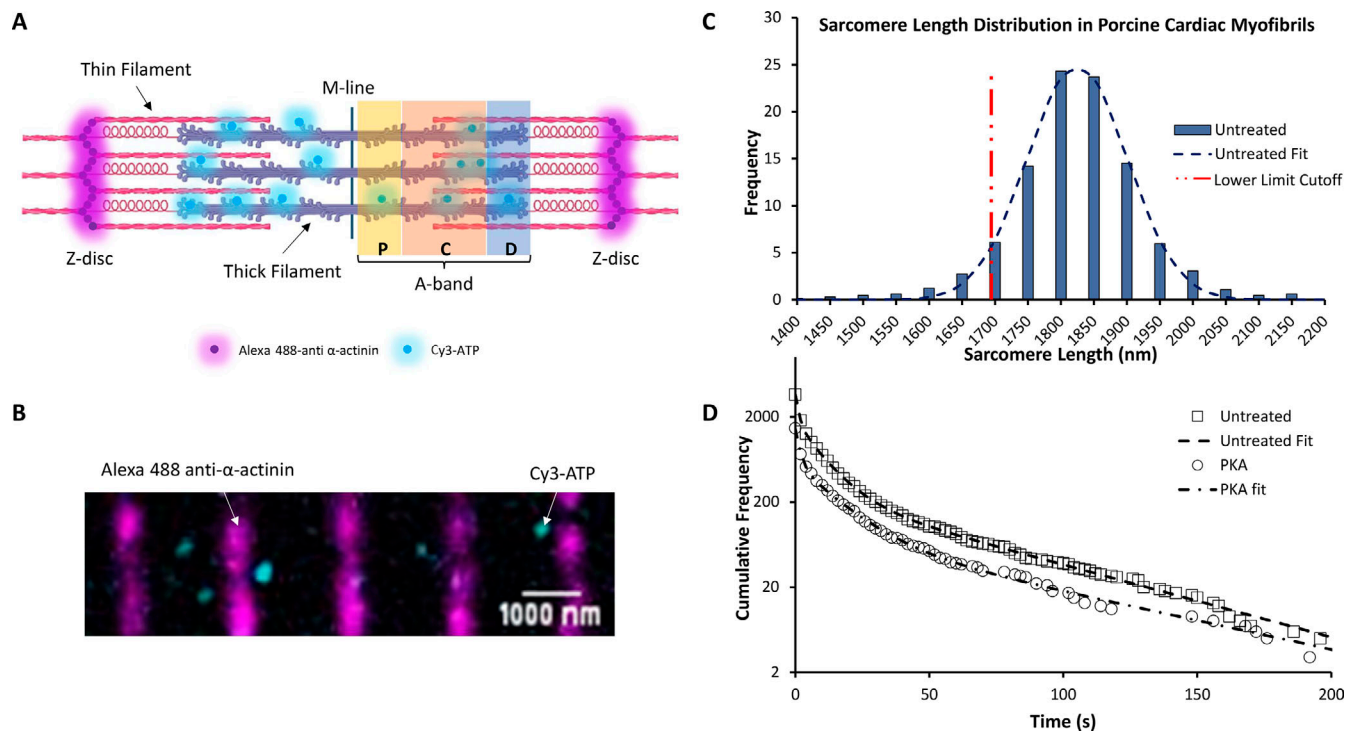 A
Thin Filament
M-line
P
C
D
Z-disc
Thick Filament
A-band
Z-disc
Alexa 488-anti α-actinin
Cy3-ATP
B
Alexa 488 anti-α-actinin
Cy3-ATP
1000 nm
C
Sarcomere Length Distribution in Porcine Cardiac Myofibrils
30
25
20
15
10
5
0
Frequency
Untreated
Untreated Fit
Lower Limit Cutoff
1400
1450
1500
1550
1600
1650
1700
1750
1800
1850
1900
1950
2000
2050
2100
2150
2200
Sarcomere Length (nm)
D
2000
200
20
2
Cumulative Frequency
Untreated
Untreated Fit
PKA
PKA fit
0
50
100
150
200
Time (s)